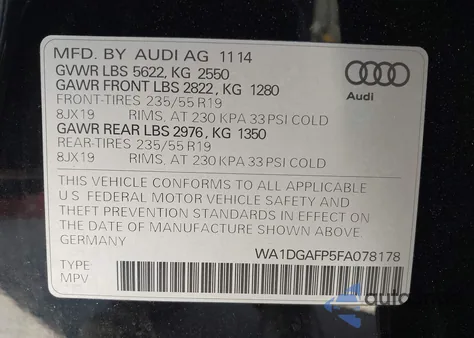 MFD. BY AUDI AG 11 14
GVWR LBS 5622, KG 2550
GAWR FRONT LBS 2822, KG 1280
FRONT-TIRES 235/55 R19
8JX19 RIMS, AT 230 KPA 33 PSI COLD
GAWR REAR LBS 2976, KG 1350
REAR-TIRES 235/55 R19
8JX19 RIMS, AT 230 KPA 33 PSI COLD
Audi
THIS VEHICLE CONFORMS TO ALL APPLICABLE
U S FEDERAL MOTOR VEHICLE SAFETY AND
THEFT PREVENTION STANDARDS IN EFFECT ON
THE DATE OF MANUFACTURE SHOWN ABOVE.
GERMANY
WA1DGAFP5FA078178
TYPE:
MPV